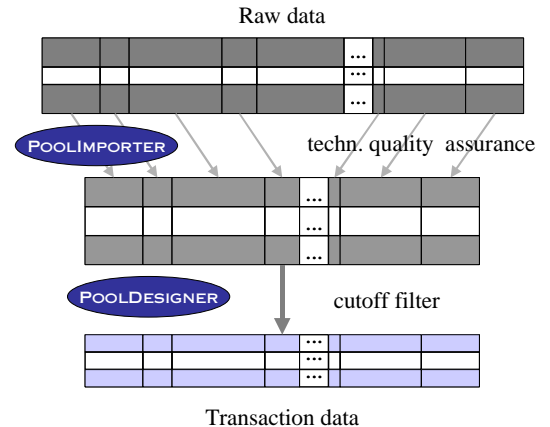 Raw data
...
...
...
POOLIMPORTER
techn. quality assurance
...
...
...
POOLDESIGNER
cutoff filter
...
...
...
Transaction data